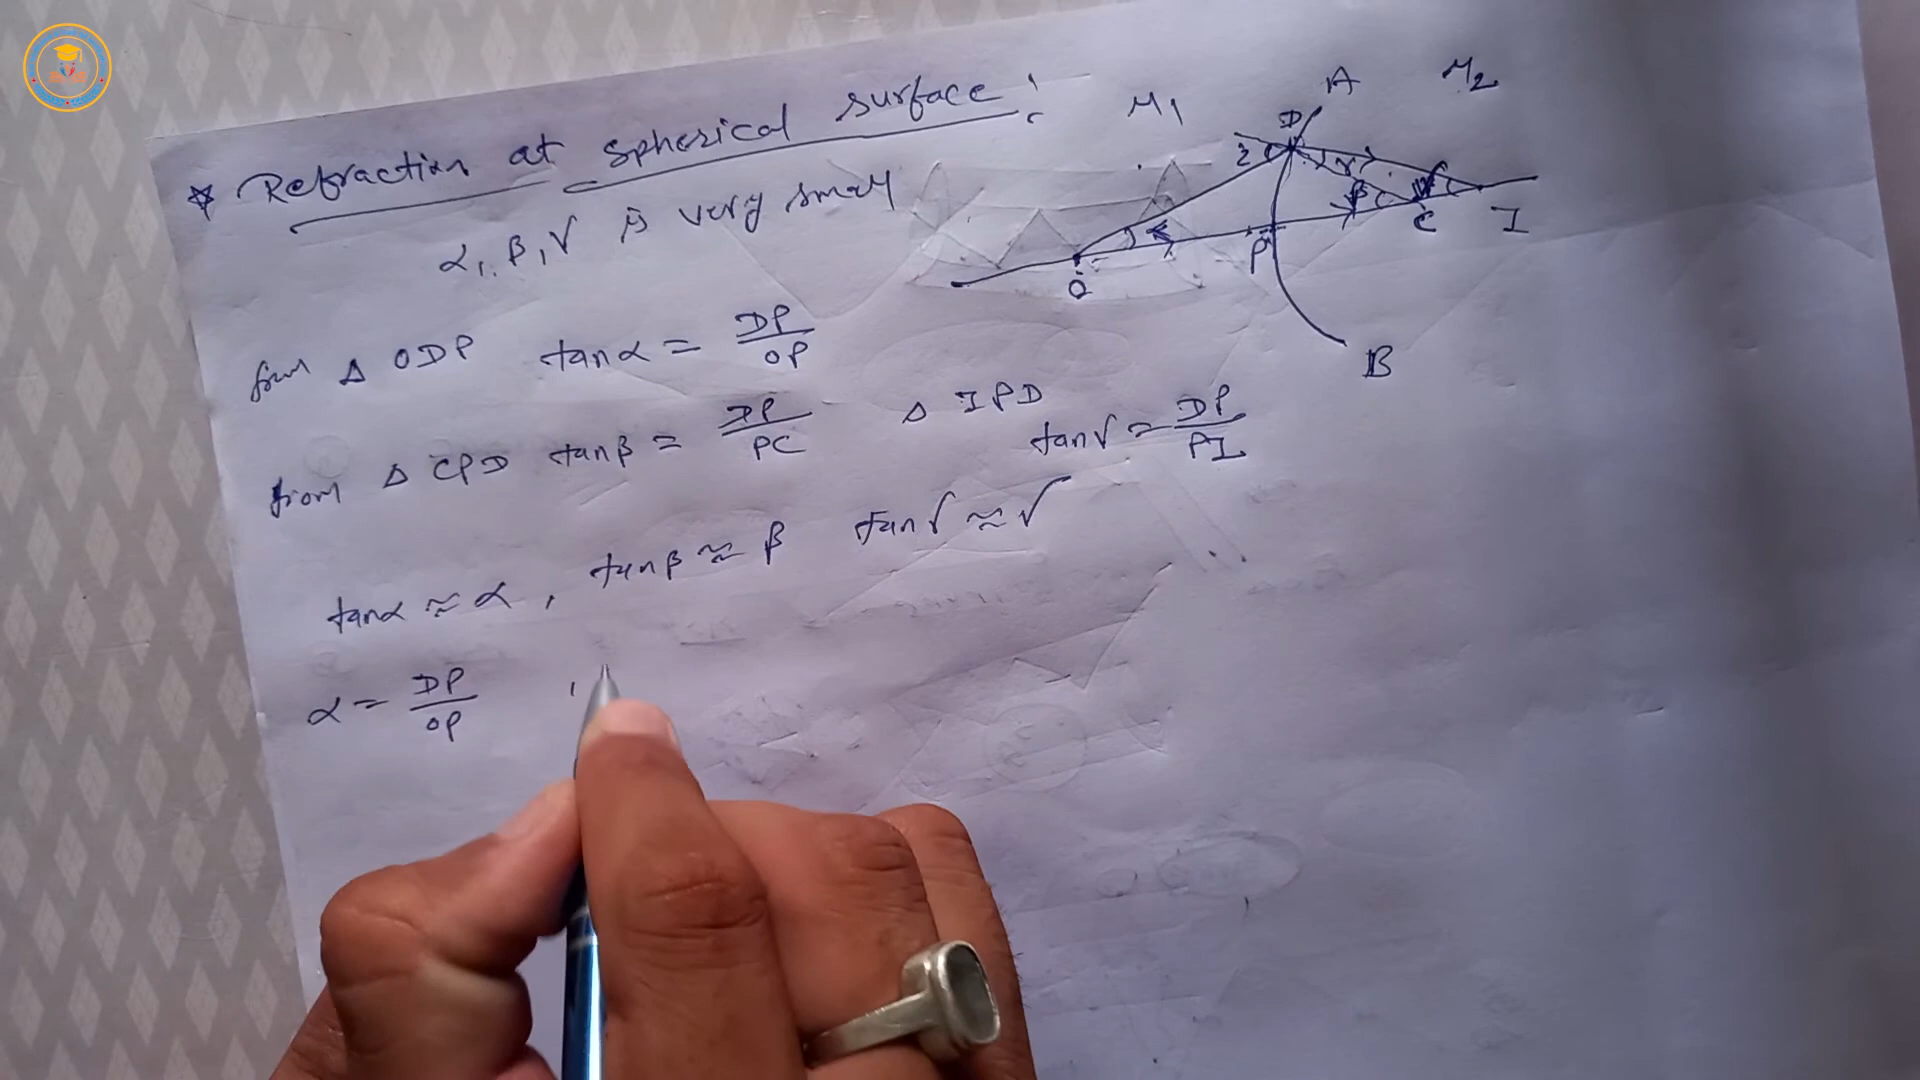 * Refraction at spherical surface:
α, β, γ is very small
from Δ ODP tanα = DP/OP
from Δ CPD tanβ = DP/PC Δ IPD tanγ = DP/PI
tanα ≈ α, tanβ ≈ β tanγ ≈ γ
α = DP/OP ,
μ1
A
μ2
D
i
r
β
γ
α
O
P
C
I
B